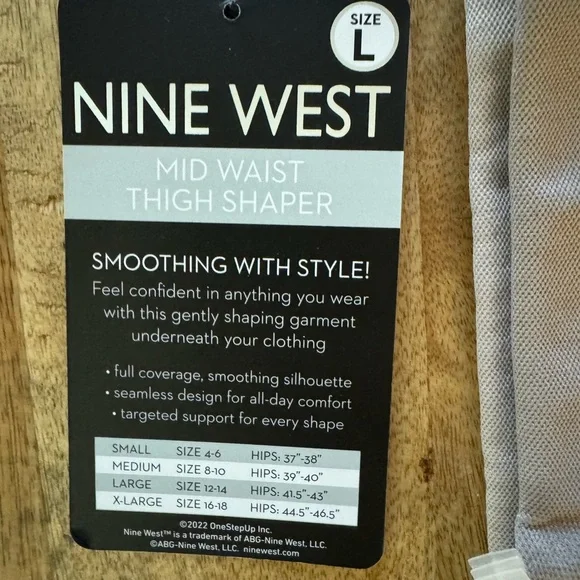 SIZE
L
NINE WEST
MID WAIST
THIGH SHAPER
SMOOTHING WITH STYLE!
Feel confident in anything you wear
with this gently shaping garment
underneath your clothing
• full coverage, smoothing silhouette
• seamless design for all-day comfort
• targeted support for every shape
SMALL SIZE 4-6 HIPS: 37"-38"
MEDIUM SIZE 8-10 HIPS: 39"-40"
LARGE SIZE 12-14 HIPS: 41.5"-43"
X-LARGE SIZE 16-18 HIPS: 44.5"-46.5"
©2022 OneStepUp Inc.
Nine West™ is a trademark of ABG-Nine West, LLC.
©ABG-Nine West, LLC. ninewest.com